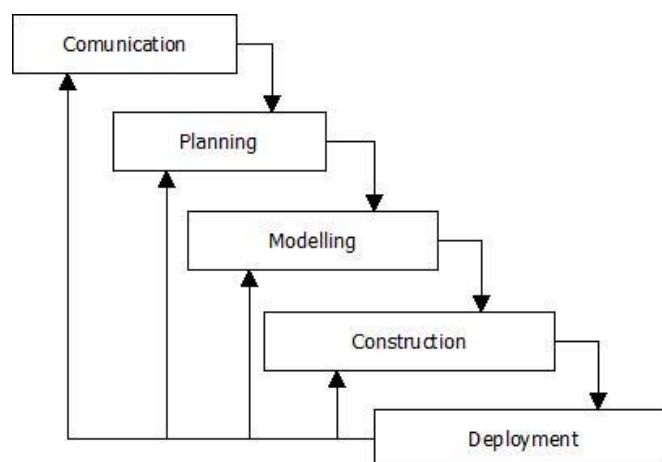 Comunication
Planning
Modelling
Construction
Deployment